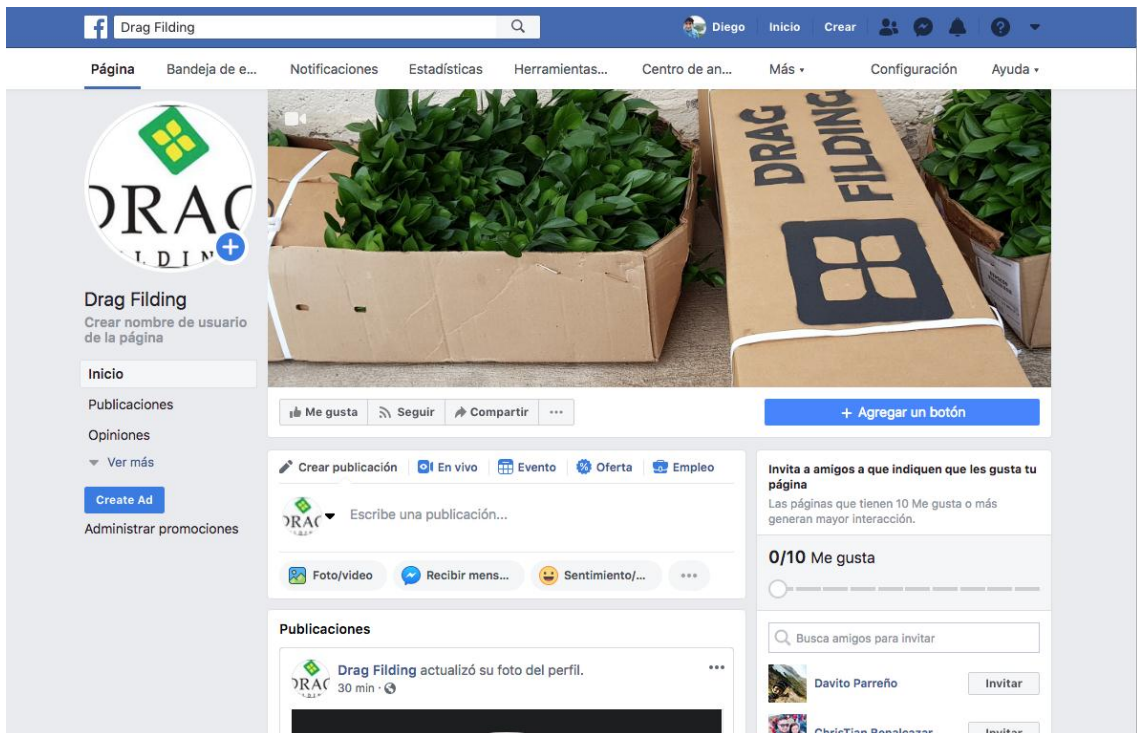 Drag Filding
Diego
Inicio
Crear
Página
Bandeja de e...
Notificaciones
Estadísticas
Herramientas...
Centro de an...
Más
Configuración
Ayuda
DRAG
FILDING
DRAG
Drag Filding
Crear nombre de usuario
de la página
Inicio
Publicaciones
Opiniones
Ver más
Create Ad
Administrar promociones
Me gusta
Seguir
Compartir
...
+ Agregar un botón
Crear publicación
En vivo
Evento
Oferta
Empleo
Escribe una publicación...
Foto/video
Recibir mens...
Sentimiento/...
...
Publicaciones
Drag Filding actualizó su foto del perfil.
30 min ·
Invita a amigos a que indiquen que les gusta tu
página
Las páginas que tienen 10 Me gusta o más
generan mayor interacción.
0/10 Me gusta
Busca amigos para invitar
Davito Parreño
Invitar
ChrisTian Benalcazar
Invitar